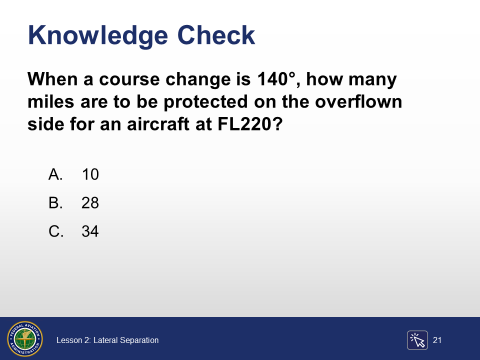 Knowledge Check
When a course change is 140°, how many
miles are to be protected on the overflown
side for an aircraft at FL220?
A. 10
B. 28
C. 34
Lesson 2: Lateral Separation
21